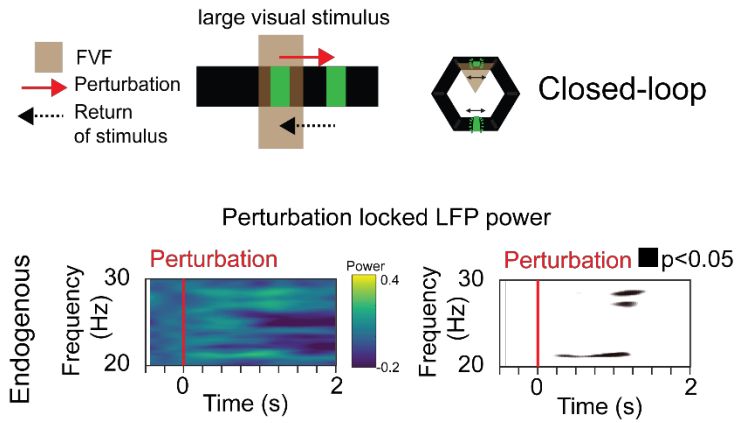 large visual stimulus
FVF
Perturbation
Return
of stimulus
Closed-loop
Perturbation locked LFP power
Endogenous
Perturbation
Power
0.4
-0.2
Frequency
(Hz)
30
20
0
2
Time (s)
Perturbation
p<0.05
Frequency
(Hz)
30
20
0
2
Time (s)